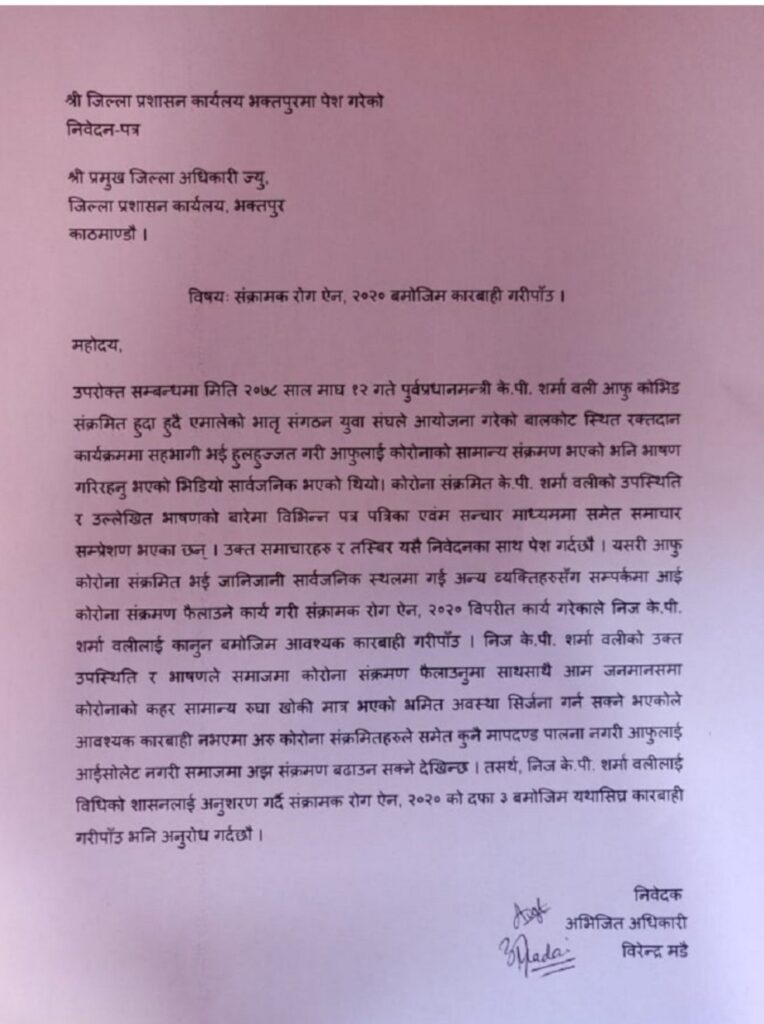 श्री जिल्ला प्रशासन कार्यलय भक्तपुरमा पेश गरेको
निवेदन-पत्र
श्री प्रमुख जिल्ला अधिकारी ज्यु,
जिल्ला प्रशासन कार्यलय, भक्तपुर
काठमाण्डौ ।
विषयः संक्रामक रोग ऐन, २०२० बमोजिम कारबाही गरीपाँउ ।
महोदय,
उपरोक्त सम्बन्धमा मिति २०७८ साल माघ १२ गते पुर्वप्रधानमन्त्री के.पी. शर्मा वली आफु कोभिड
संक्रमित हुदा हुदै एमालेको भातृ संगठन युवा संघले आयोजना गरेको बालकोट स्थित रक्तदान
कार्यक्रममा सहभागी भई हुलहुज्जत गरी आफुलाई कोरोनाको सामान्य संक्रमण भएको भनि भाषण
गरिरहनु भएको भिडियो सार्वजनिक भएको थियो। कोरोना संक्रमित के.पी. शर्मा वलीको उपस्थिति
र उल्लेखित भाषणको बारेमा विभिन्न पत्र पत्रिका एवंम सन्चार माध्यममा समेत समाचार
सम्प्रेशण भएका छन् । उक्त समाचारहरु र तस्बिर यसै निवेदनका साथ पेश गर्दछौ । यसरी आफु
कोरोना संक्रमित भई जानिजानी सार्वजनिक स्थलमा गई अन्य व्यक्तिहरुसँग सम्पर्कमा आई
कोरोना संक्रमण फैलाउने कार्य गरी संक्रामक रोग ऐन, २०२० विपरीत कार्य गरेकाले निज के.पी.
शर्मा वलीलाई कानुन बमोजिम आवश्यक कारबाही गरीपाँउ । निज के.पी. शर्मा वलीको उक्त
उपस्थिति र भाषणले समाजमा कोरोना संक्रमण फैलाउनुमा साथसाथै आम जनमानसमा
कोरोनाको कहर सामान्य रुघा खोकी मात्र भएको भ्रमित अवस्था सिर्जना गर्न सक्ने भएकोले
आवश्यक कारबाही नभएमा अरु कोरोना संक्रमितहरुले समेत कुनै मापदण्ड पालना नगरी आफुलाई
आईसोलेट नगरी समाजमा अझ संक्रमण बढाउन सक्ने देखिन्छ । तसर्थ, निज के.पी. शर्मा वलीलाई
विधिको शासनलाई अनुशरण गर्दै संक्रामक रोग ऐन, २०२० को दफा ३ बमोजिम यथासिघ्र कारबाही
गरीपाँउ भनि अनुरोध गर्दछौ ।
निवेदक
अभिजित अधिकारी
विरेन्द्र मडै